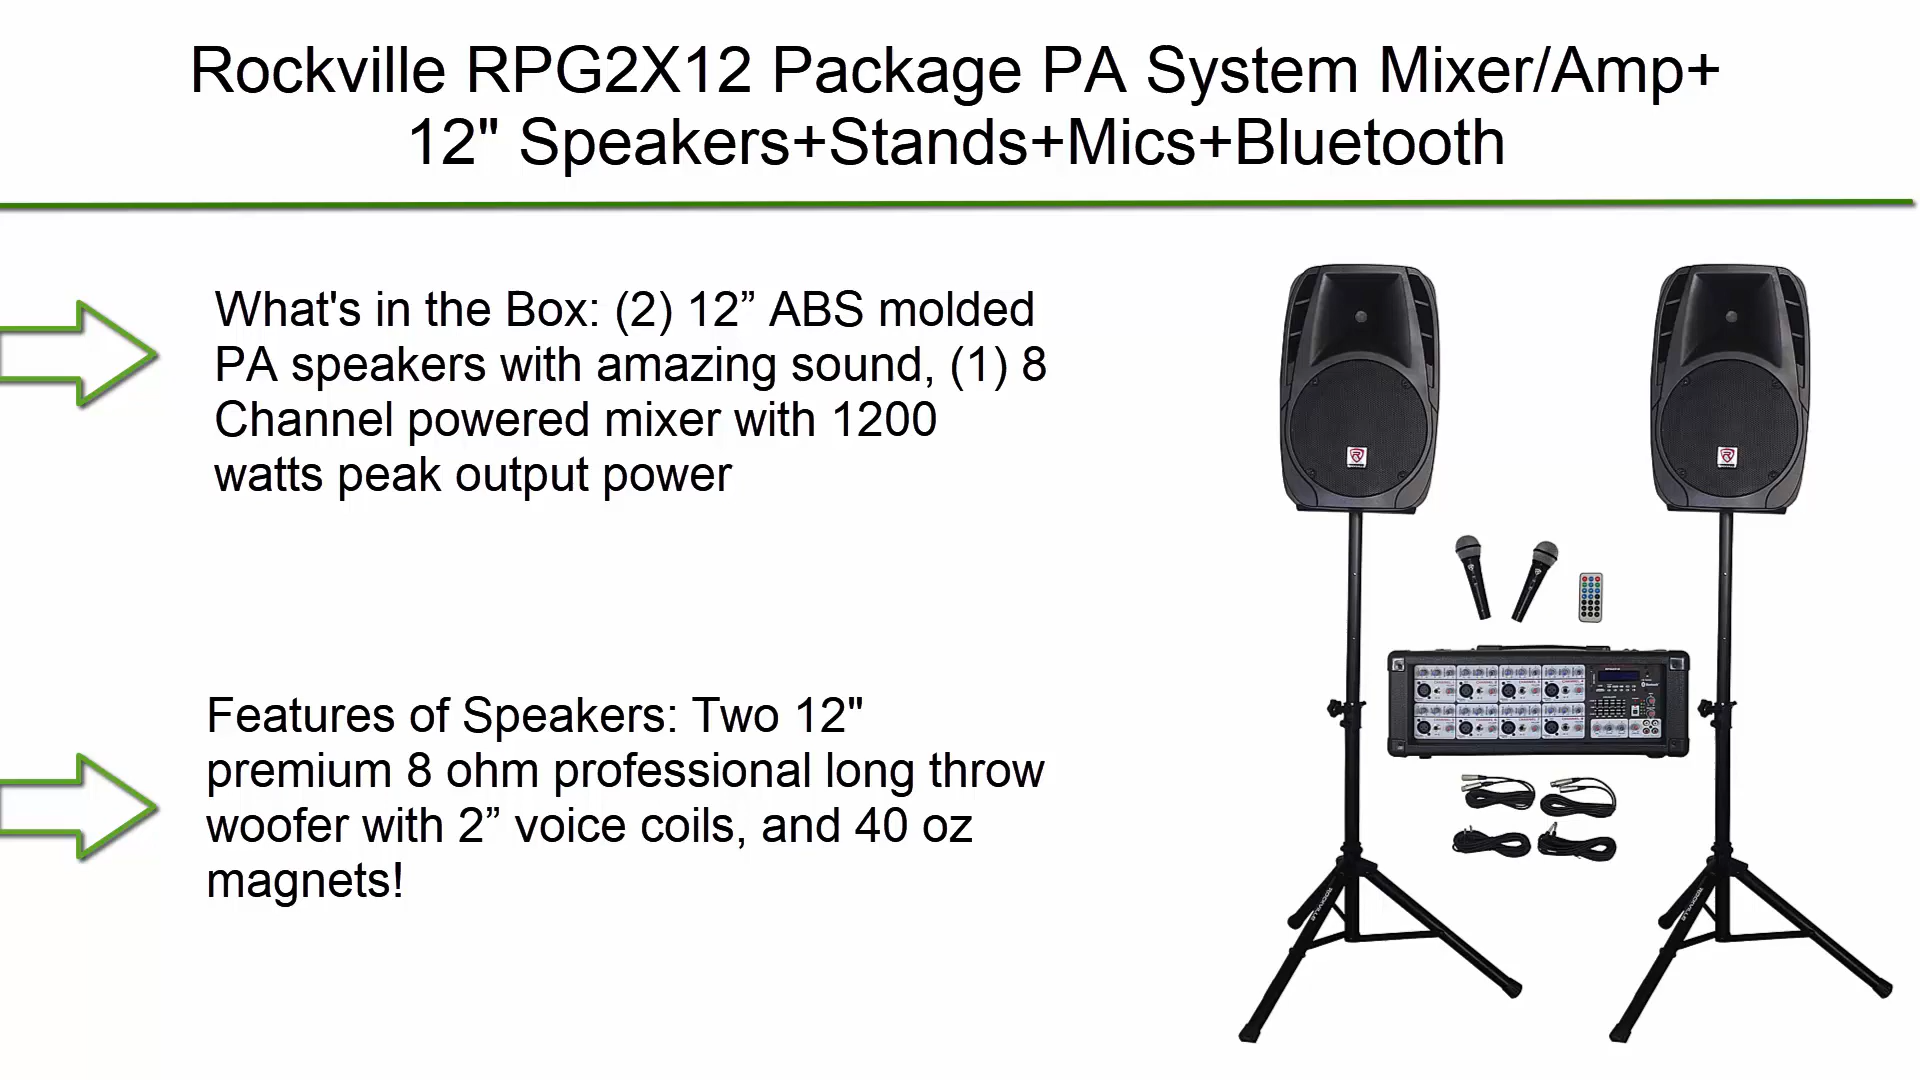 Rockville RPG2X12 Package PA System Mixer/Amp+
12" Speakers+Stands+Mics+Bluetooth
What's in the Box: (2) 12” ABS molded
PA speakers with amazing sound, (1) 8
Channel powered mixer with 1200
watts peak output power
Features of Speakers: Two 12"
premium 8 ohm professional long throw
woofer with 2” voice coils, and 40 oz
magnets!
ROCKVILLE
ROCKVILLE